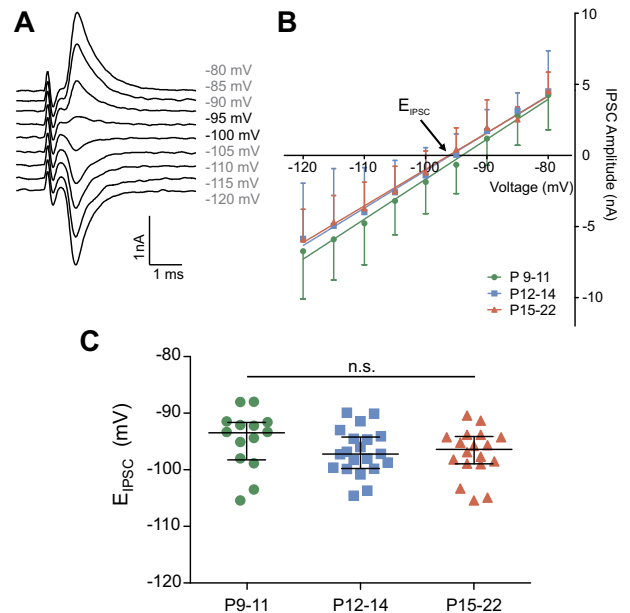 A
-80 mV
-85 mV
-90 mV
-95 mV
-100 mV
-105 mV
-110 mV
-115 mV
-120 mV
1nA
1 ms
B
10
5
0
-5
-10
IPSC Amplitude (nA)
E_IPSC
-120
-110
-100
-90
-80
Voltage (mV)
P 9-11
P12-14
P15-22
C
n.s.
-80
-90
-100
-110
-120
E_IPSC (mV)
P9-11
P12-14
P15-22